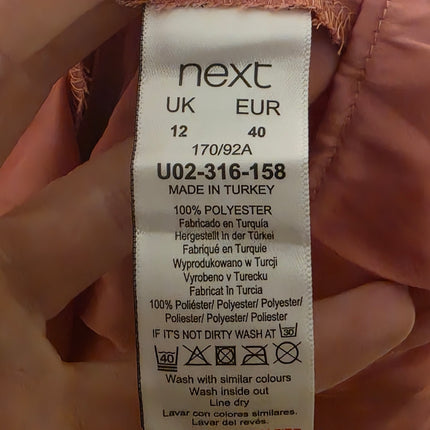 next
UK EUR
12 40
170/92A
U02-316-158
MADE IN TURKEY
100% POLYESTER
Fabricado en Turquía
Hergestellt in der Türkei
Fabriqué en Turquie
Wyprodukowano w Turcji
Vyrobeno v Turecku
Fabricat în Turcia
100% Poliéster/ Polyester/ Polyester/
Poliester/ Polyester/ Poliester
IF IT'S NOT DIRTY WASH AT 30
40
Wash with similar colours
Wash inside out
Line dry
Lavar con colores similares.
Lavar del revés.